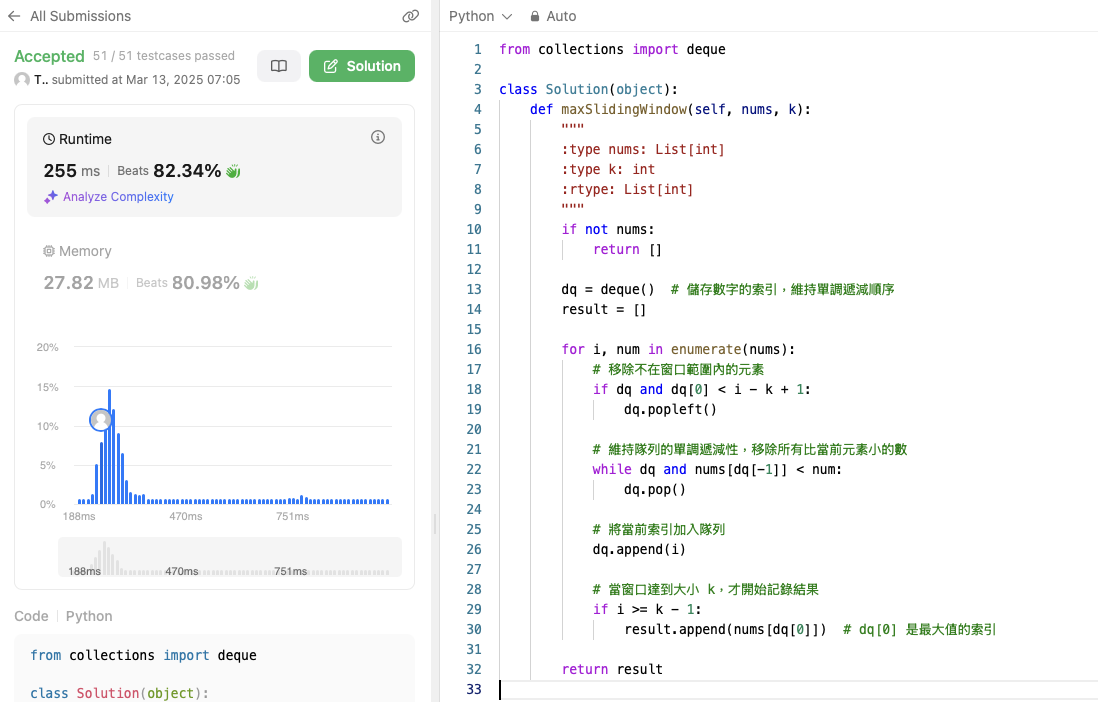 All Submissions
Accepted 51 / 51 testcases passed
T.. submitted at Mar 13, 2025 07:05
Solution
Runtime
255 ms Beats 82.34%
Analyze Complexity
Memory
27.82 MB Beats 80.98%
20%
15%
10%
5%
0%
188ms 470ms 751ms
188ms 470ms 751ms
Code Python
from collections import deque
class Solution(object):
Python Auto
1 from collections import deque
2
3 class Solution(object):
4 def maxSlidingWindow(self, nums, k):
5 """
6 :type nums: List[int]
7 :type k: int
8 :rtype: List[int]
9 """
10 if not nums:
11 return []
12
13 dq = deque() # 儲存數字的索引，維持單調遞減順序
14 result = []
15
16 for i, num in enumerate(nums):
17 # 移除不在窗口範圍內的元素
18 if dq and dq[0] < i - k + 1:
19 dq.popleft()
20
21 # 維持隊列的單調遞減性，移除所有比當前元素小的數
22 while dq and nums[dq[-1]] < num:
23 dq.pop()
24
25 # 將當前索引加入隊列
26 dq.append(i)
27
28 # 當窗口達到大小 k，才開始記錄結果
29 if i >= k - 1:
30 result.append(nums[dq[0]]) # dq[0] 是最大值的索引
31
32 return result
33